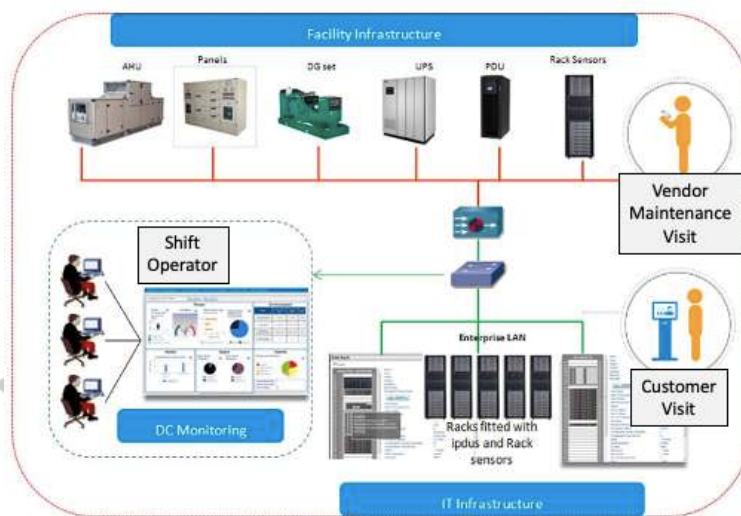 Facility Infrastructure
AHU
Panels
DG set
UPS
PDU
Rack Sensors
Vendor
Maintenance
Visit
Shift
Operator
Enterprise LAN
Customer
Visit
DC Monitoring
Racks fitted with
ipdus and Rack
sensors
IT Infrastructure